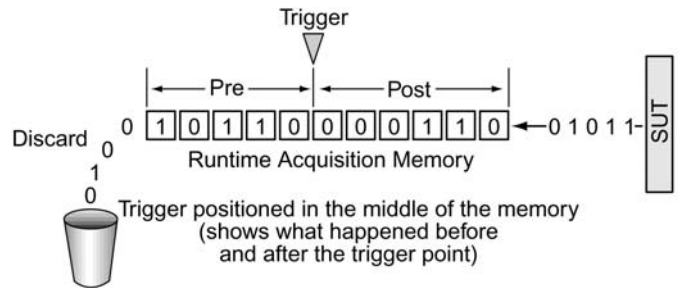 Trigger
Pre Post
0 1 0 1 1 0 0 0 0 1 1 0 0 1 0 1 1
SUT
Discard
0
1
0
Runtime Acquisition Memory
Trigger positioned in the middle of the memory
(shows what happened before
and after the trigger point)